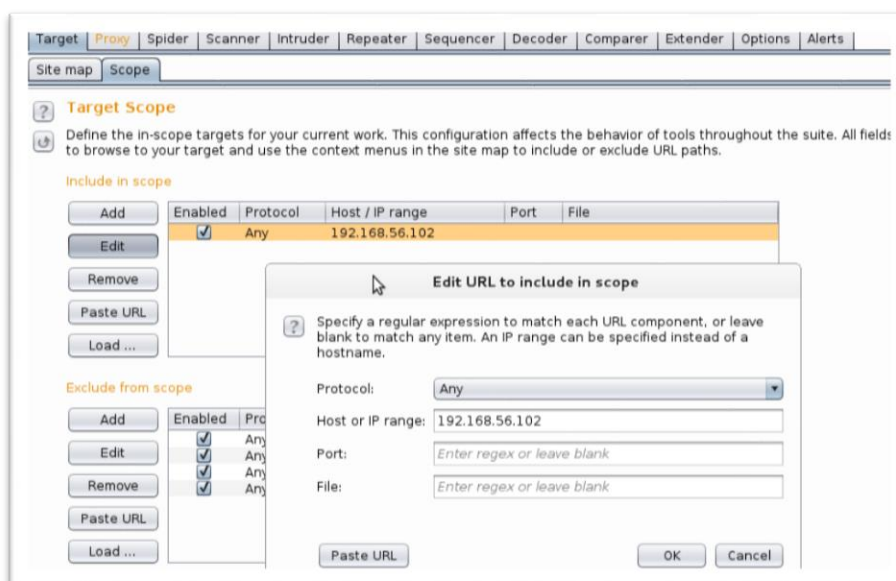 Target Proxy Spider Scanner Intruder Repeater Sequencer Decoder Comparer Extender Options Alerts
Site map Scope
? Target Scope
Define the in-scope targets for your current work. This configuration affects the behavior of tools throughout the suite. All fields
to browse to your target and use the context menus in the site map to include or exclude URL paths.
Include in scope
Add
Edit
Remove
Paste URL
Load ...
Enabled Protocol Host / IP range Port File
Any 192.168.56.102
Edit URL to include in scope
? Specify a regular expression to match each URL component, or leave
blank to match any item. An IP range can be specified instead of a
hostname.
Protocol: Any
Host or IP range: 192.168.56.102
Port: Enter regex or leave blank
File: Enter regex or leave blank
Paste URL OK Cancel
Exclude from scope
Add
Edit
Remove
Paste URL
Load ...
Enabled Pro
Any
Any
Any
Any